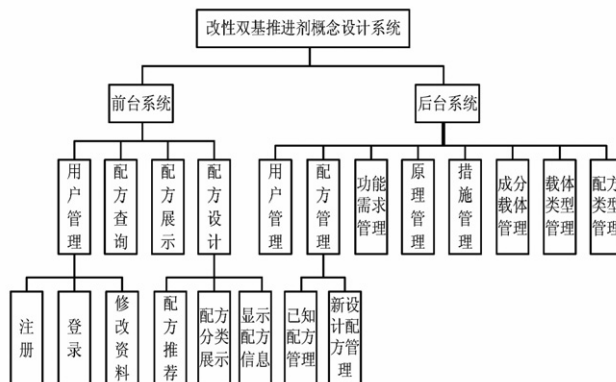 改性双基推进剂概念设计系统
前台系统
后台系统
用户管理
配方查询
配方展示
配方设计
用户管理
配方管理
功能需求管理
原理管理
措施管理
成分载体管理
载体类型管理
配方类型管理
注册
登录
修改资料
配方推荐
配方分类展示
显示配方信息
已知配方管理
新设计配方管理